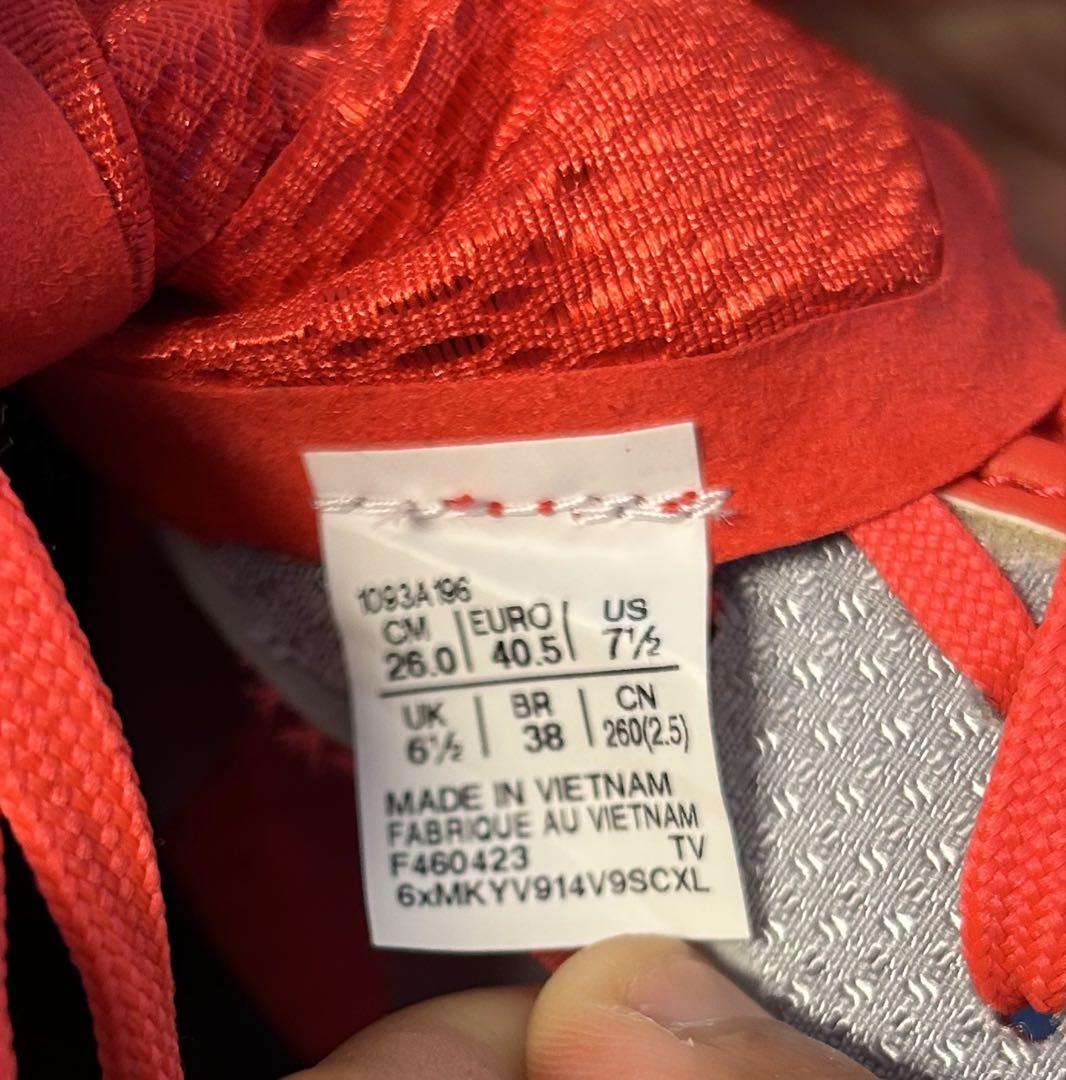 1093A196
CM | EURO | US
26.0 | 40.5 | 7½
UK | BR | CN
6½ | 38 | 260(2.5)
MADE IN VIETNAM
FABRIQUE AU VIETNAM
F460423 TV
6xMKYV914V9SCXL